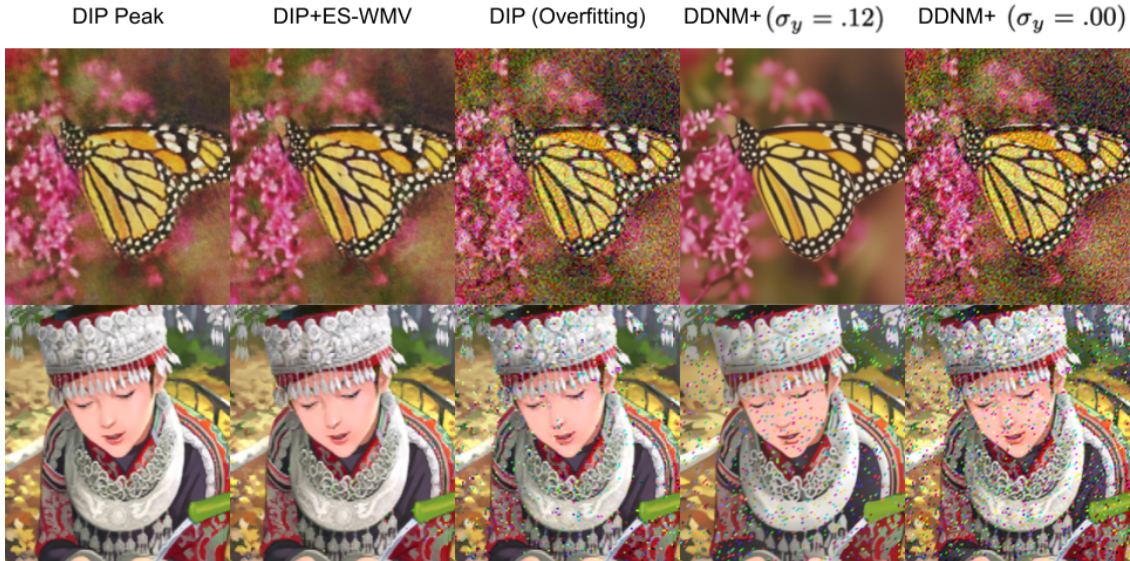 DIP Peak DIP+ES-WMV DIP (Overfitting) DDNM+ (σ_y = .12) DDNM+ (σ_y = .00)